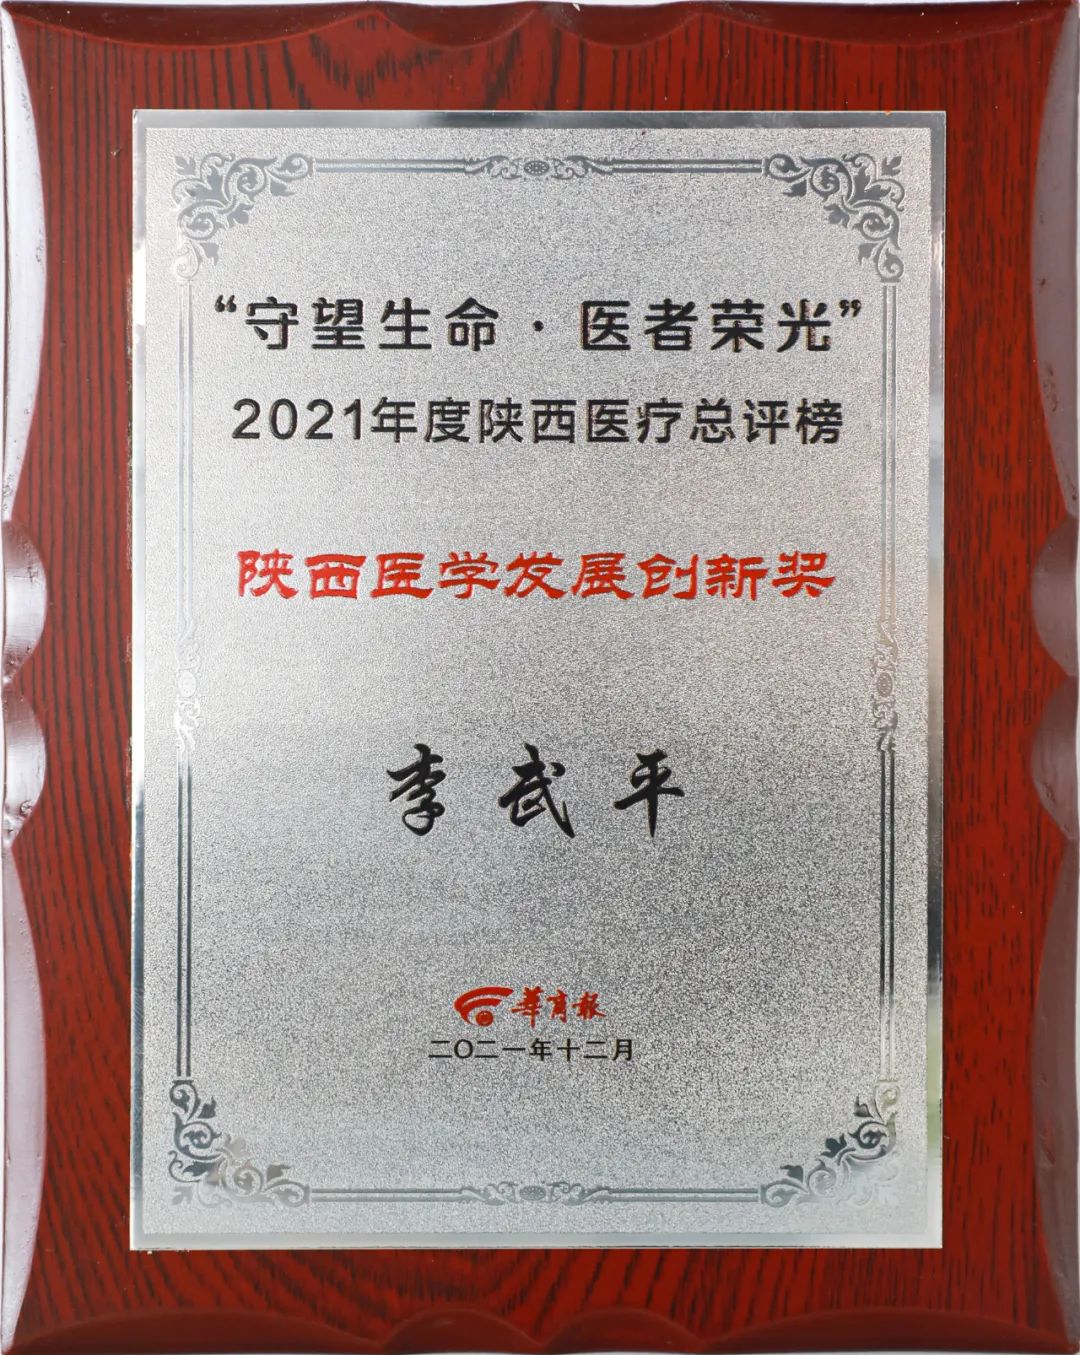 “守望生命·医者荣光”
2021年度陕西医疗总评榜
陕西医学发展创新奖
李武平
華商報
二〇二一年十二月